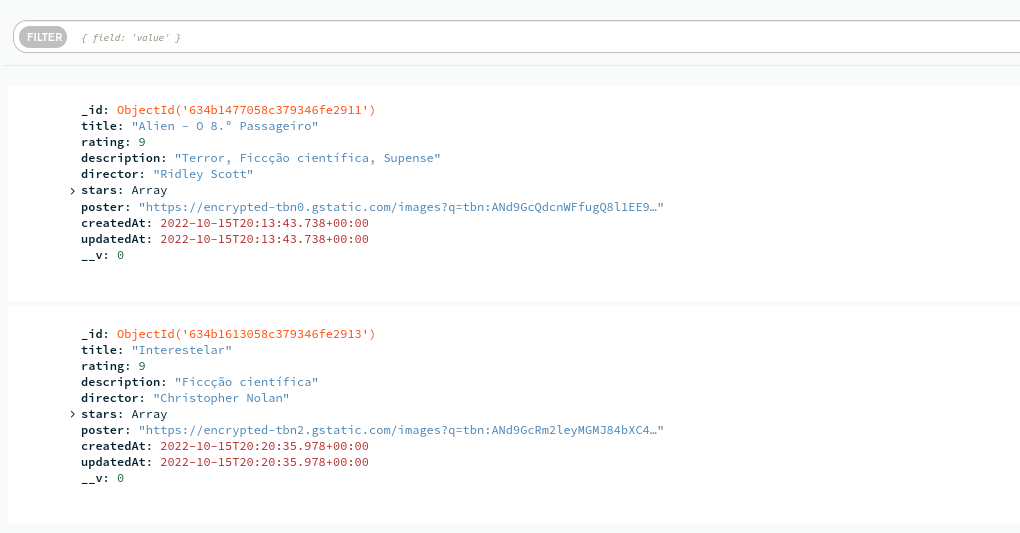 FILTER { field: 'value' }
_id: ObjectId('634b1477058c379346fe2911')
title: "Alien - O 8.º Passageiro"
rating: 9
description: "Terror, Ficcção científica, Supense"
director: "Ridley Scott"
> stars: Array
poster: "https://encrypted-tbn0.gstatic.com/images?q=tbn:ANd9GcQdcnWFfugQ8l1EE9…"
createdAt: 2022-10-15T20:13:43.738+00:00
updatedAt: 2022-10-15T20:13:43.738+00:00
__v: 0
_id: ObjectId('634b1613058c379346fe2913')
title: "Interestelar"
rating: 9
description: "Ficcção científica"
director: "Christopher Nolan"
> stars: Array
poster: "https://encrypted-tbn2.gstatic.com/images?q=tbn:ANd9GcRm2leyMGMJ84bXC4…"
createdAt: 2022-10-15T20:20:35.978+00:00
updatedAt: 2022-10-15T20:20:35.978+00:00
__v: 0